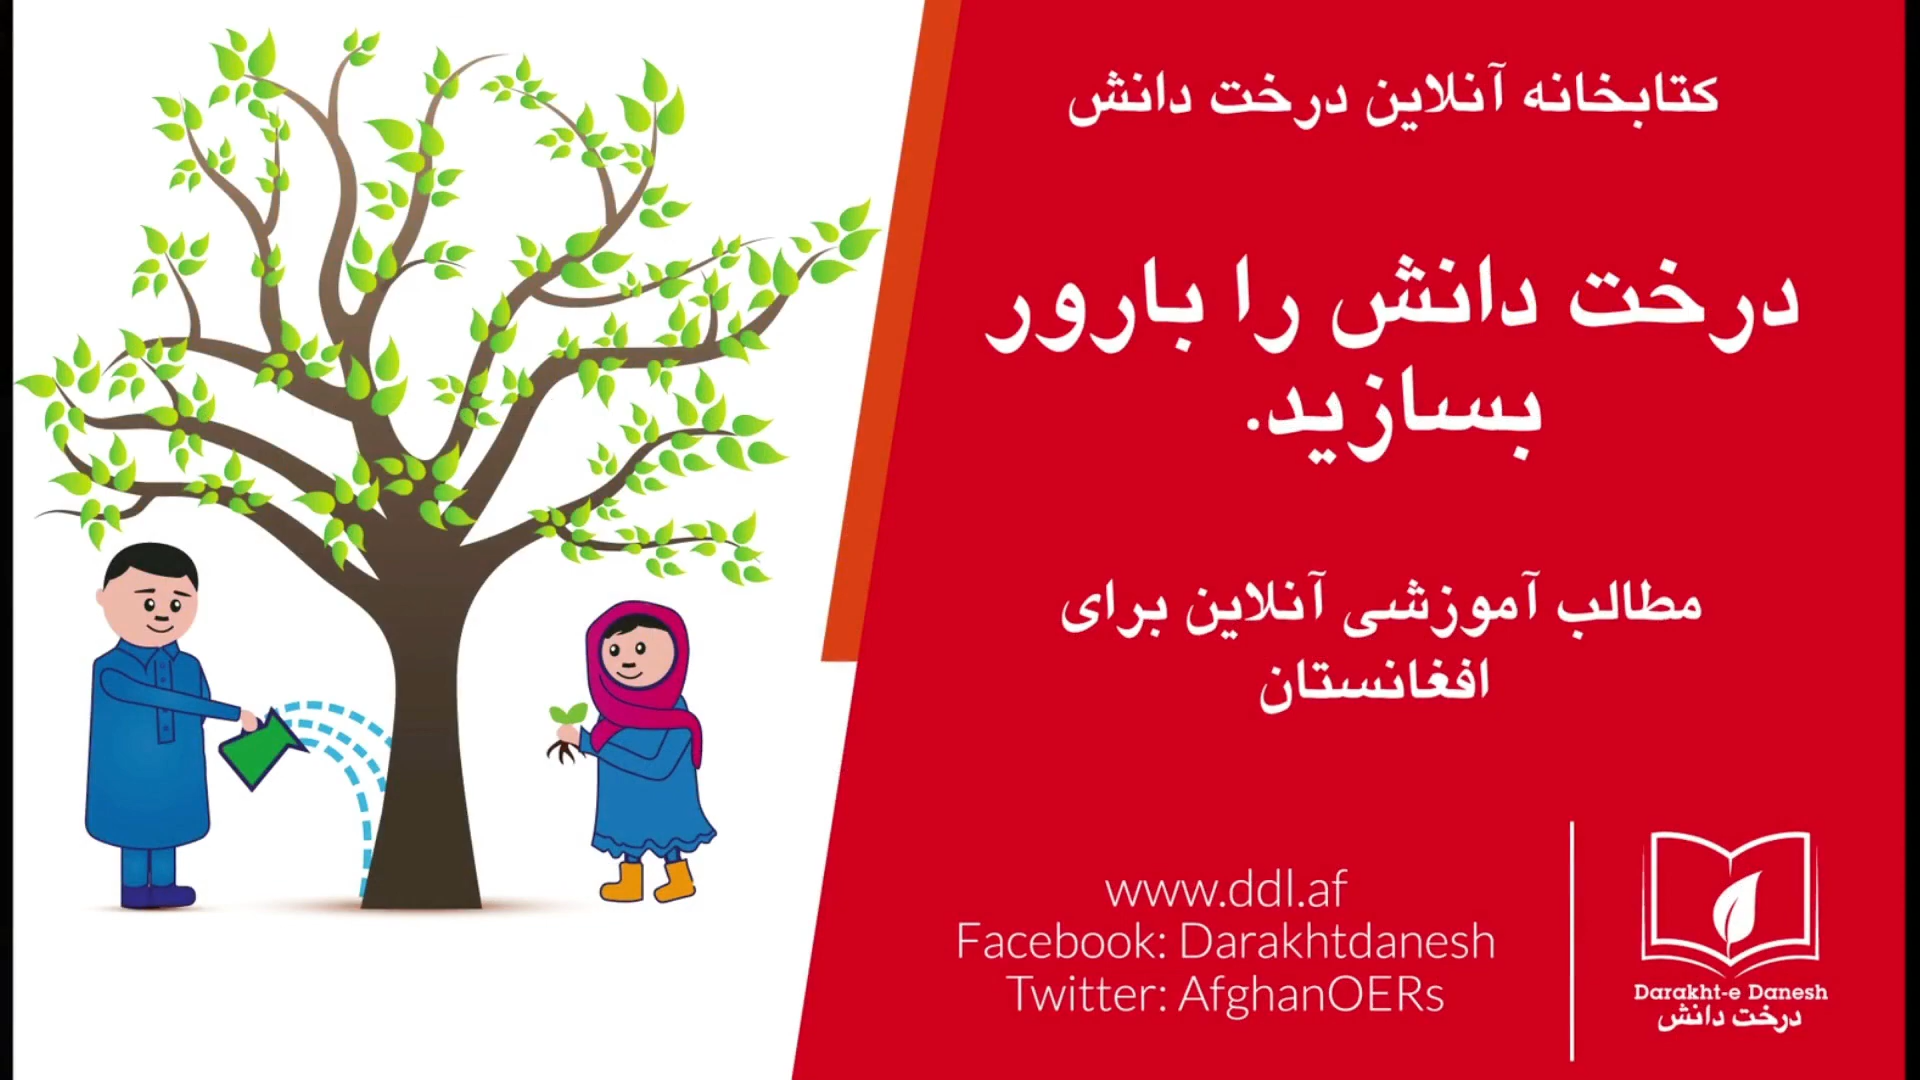 کتابخانه آنلاین درخت دانش
درخت دانش را بارور
بسازید.
مطالب آموزشی آنلاین برای
افغانستان
www.ddl.af
Facebook: Darakhtdanesh
Twitter: AfghanOERs
Darakht-e Danesh
درخت دانش